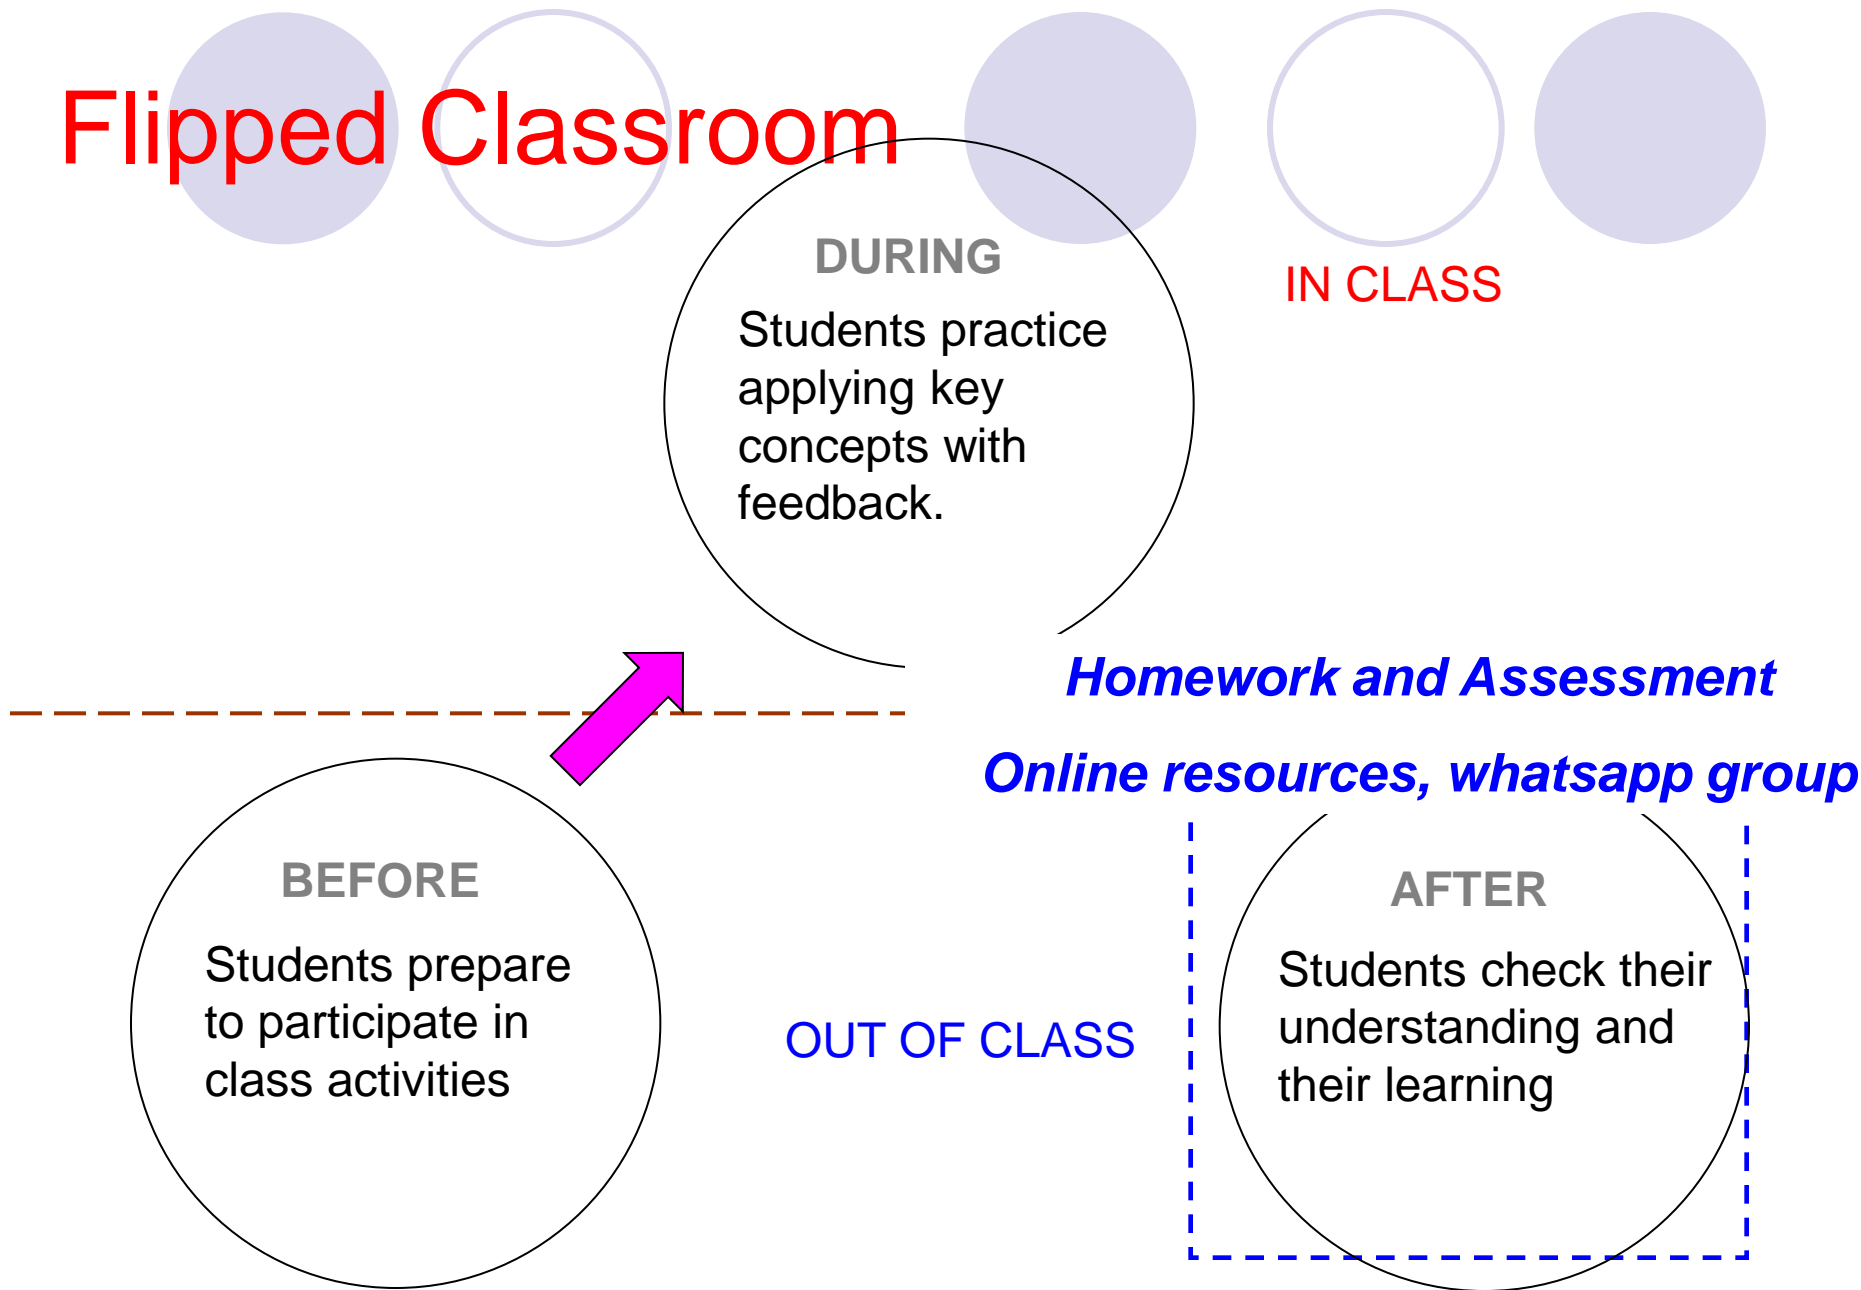 Flipped Classroom
DURING
IN CLASS
Students practice
applying key
concepts with
feedback.
Homework and Assessment
Online resources, whatsapp group
BEFORE
Students prepare
to participate in
class activities
OUT OF CLASS
AFTER
Students check their
understanding and
their learning